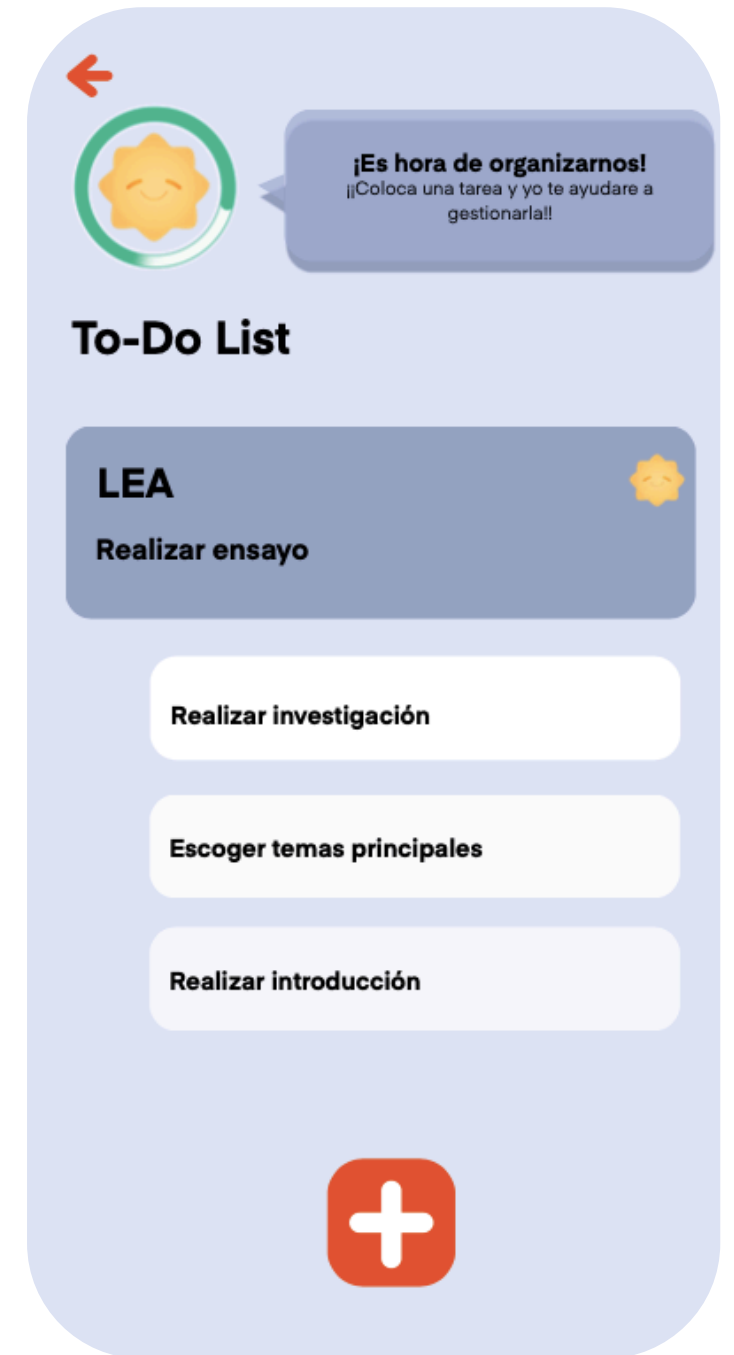 ¡Es hora de organizarnos!
¡¡Coloca una tarea y yo te ayudare a
gestionarla!!
To-Do List
LEA
Realizar ensayo
Realizar investigación
Escoger temas principales
Realizar introducción